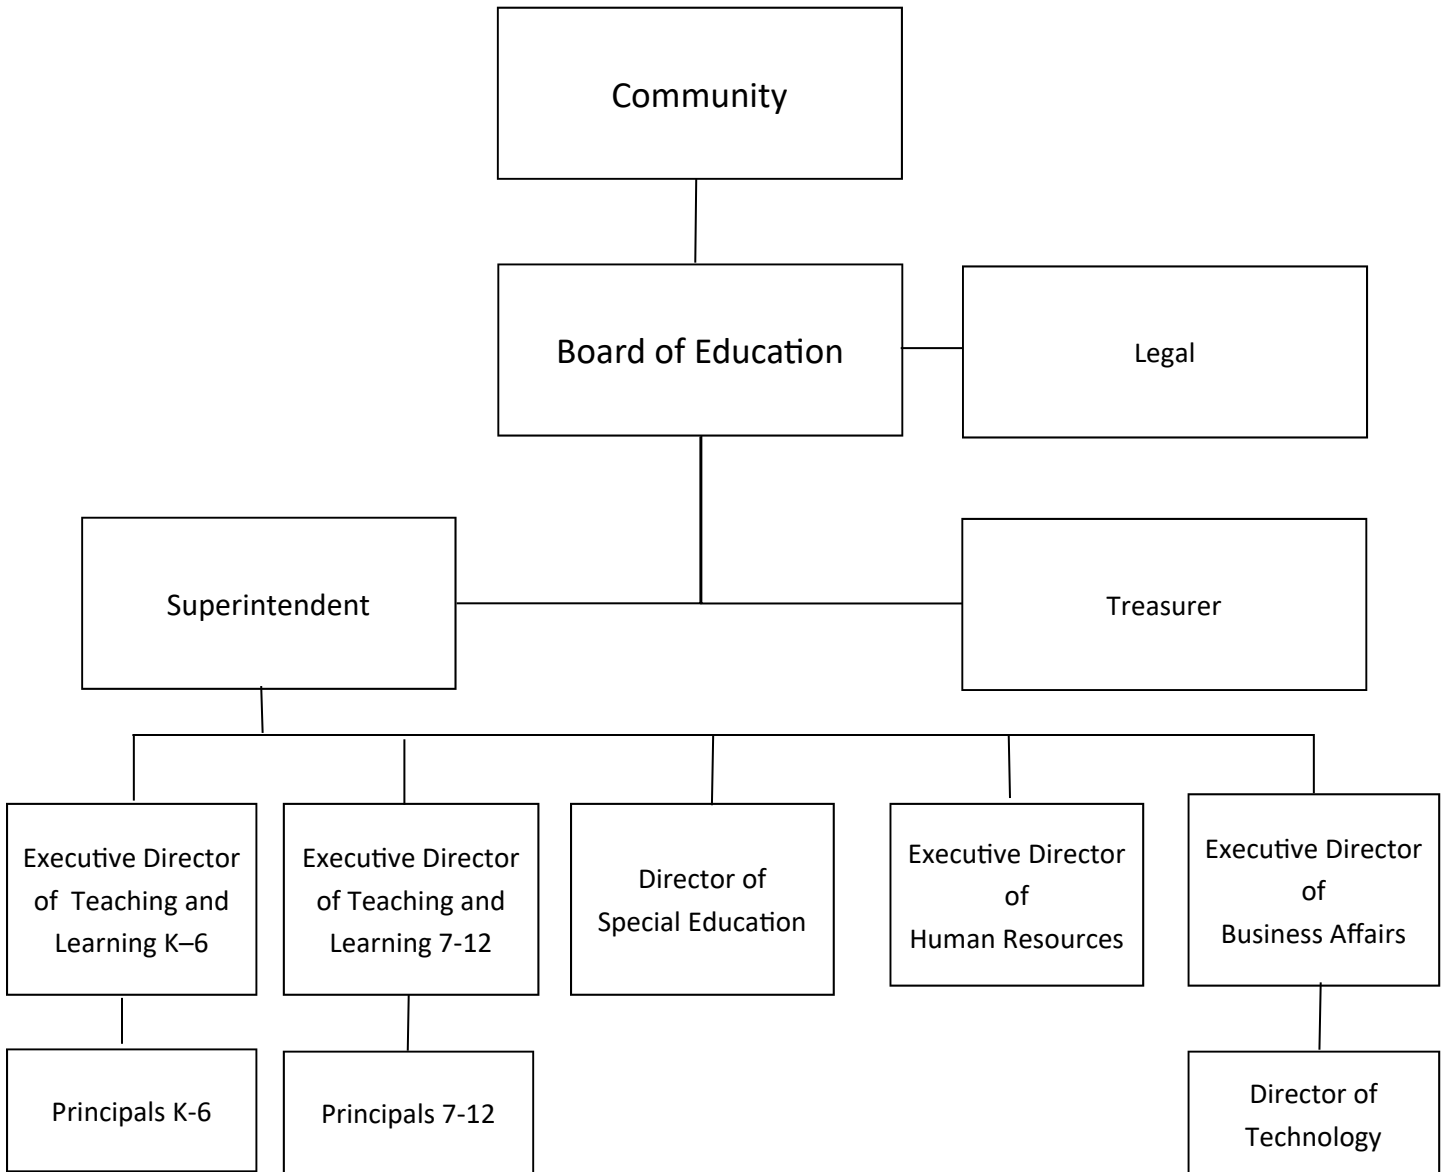 Community
Board of Education
Legal
Superintendent
Treasurer
Executive Director
of  Teaching and
Learning K–6
Executive Director
of Teaching and
Learning 7-12
Director of
Special Education
Executive Director
of
Human Resources
Executive Director
of
Business Affairs
Principals K-6
Principals 7-12
Director of
Technology